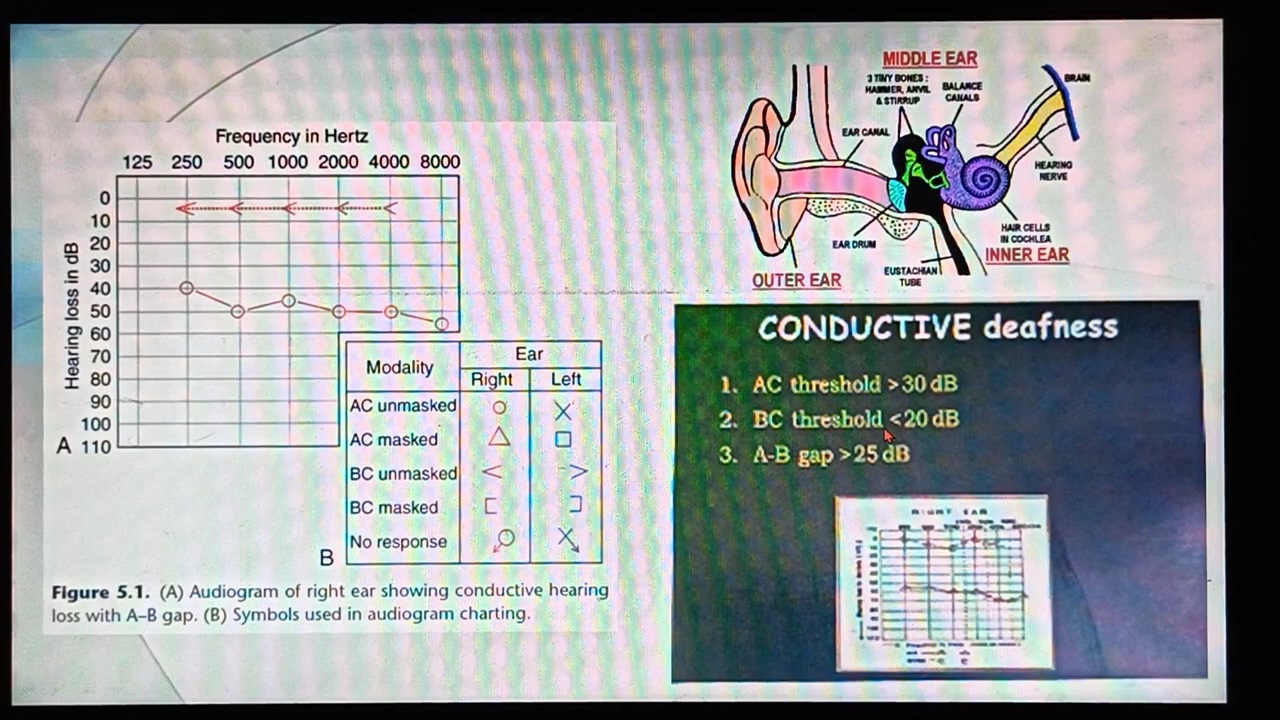 Frequency in Hertz
125 250 500 1000 2000 4000 8000
Hearing loss in dB
0
10
20
30
40
50
60
70
80
90
100
A 110
Modality Ear
Right Left
AC unmasked
AC masked
BC unmasked
BC masked
No response
B
Figure 5.1. (A) Audiogram of right ear showing conductive hearing
loss with A–B gap. (B) Symbols used in audiogram charting.
MIDDLE EAR
3 TINY BONES :
HAMMER, ANVIL
& STIRRUP
BALANCE
CANALS
BRAIN
EAR CANAL
HEARING
NERVE
EAR DRUM
HAIR CELLS
IN COCHLEA
INNER EAR
EUSTACHIAN
TUBE
OUTER EAR
CONDUCTIVE deafness
1. AC threshold >30 dB
2. BC threshold <20 dB
3. A-B gap >25 dB
RIGHT EAR